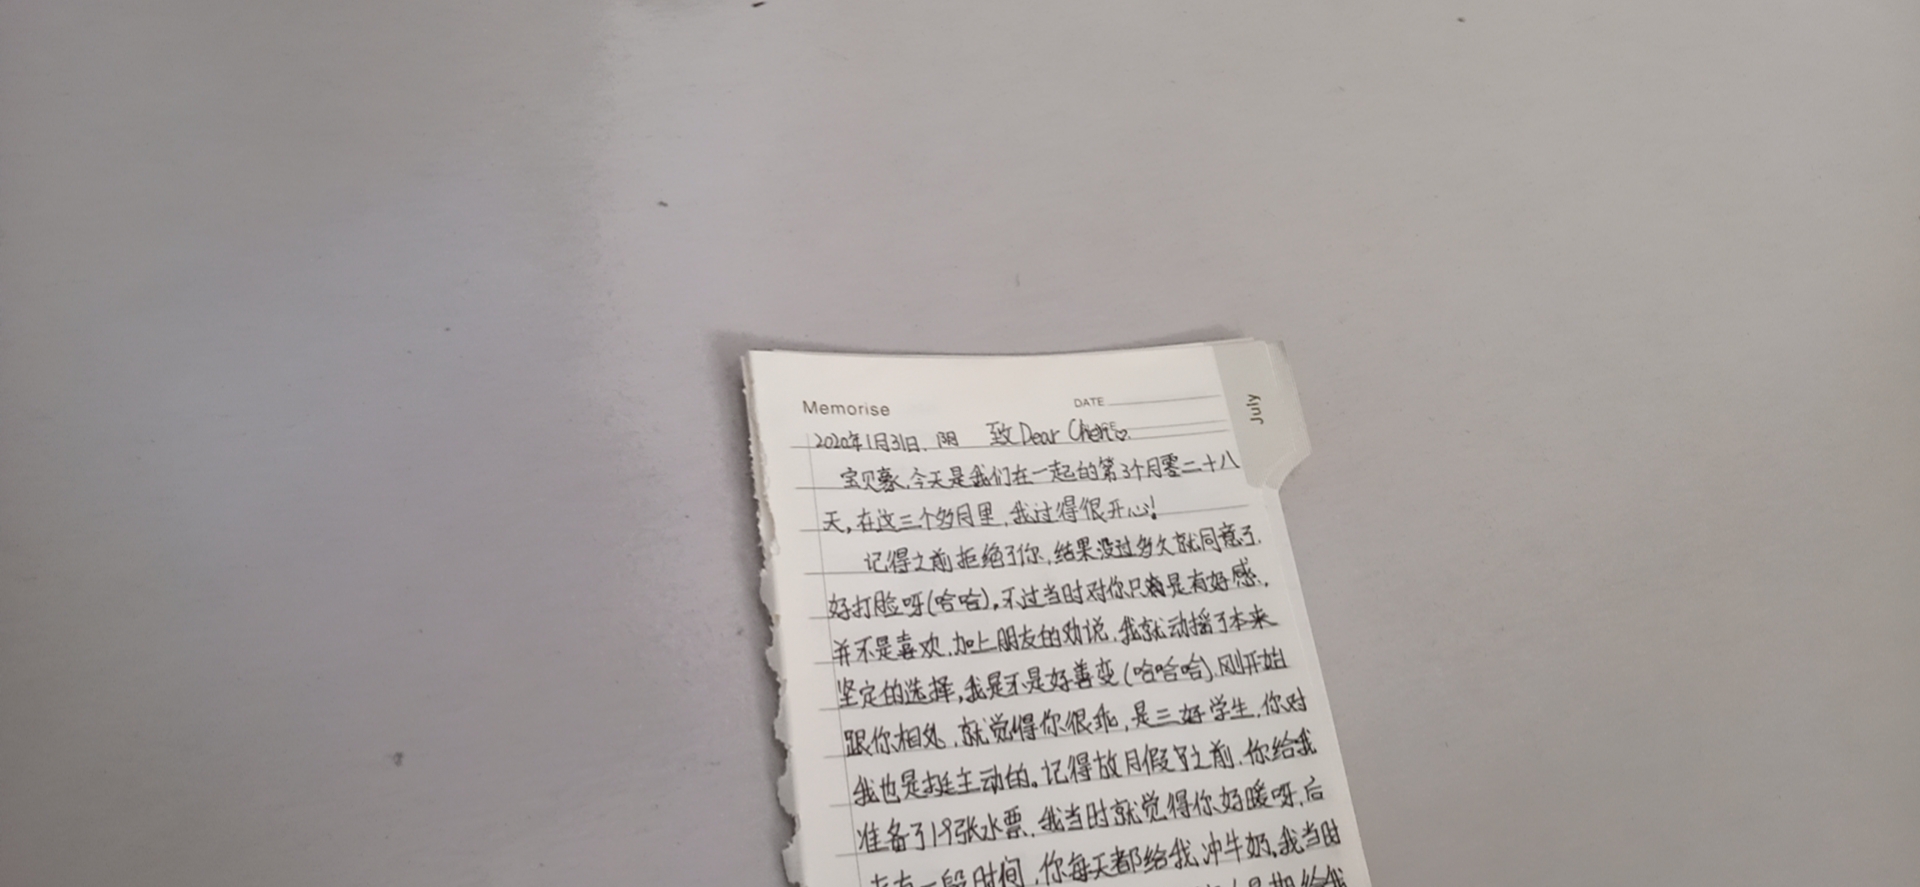 Memorise
DATE
July
2020年1月31日. 阴 致Dear Chen♡.
宝贝豪,今天是我们在一起的第3个月零二十八
天,在这三个多月里,我过得很开心!
记得之前拒绝了你,结果没过多久就同意了.
好打脸呀(哈哈),不过当时对你只是有好感,
并不是喜欢,加上朋友的劝说,我就动摇了本来
坚定的选择,我是不是好善变(哈哈哈).刚开始
跟你相处,就觉得你很乖,是三好学生,你对
我也是挺主动的。记得放月假之前,你给我
准备了19张水票,我当时就觉得你好暖呀,后
来有一段时间,你每天都给我冲牛奶,我当时